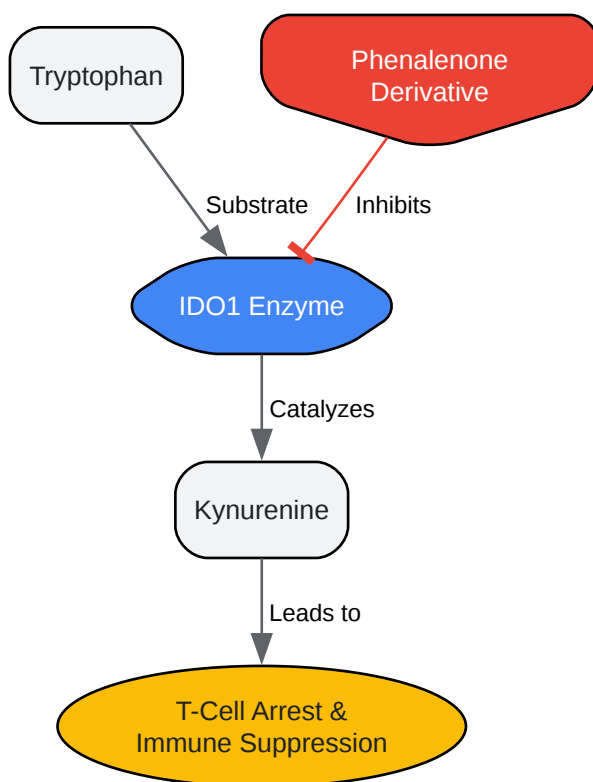 Tryptophan
Phenalenone
Derivative
Substrate
Inhibits
IDO1 Enzyme
Catalyzes
Kynurenine
Leads to
T-Cell Arrest &
Immune Suppression